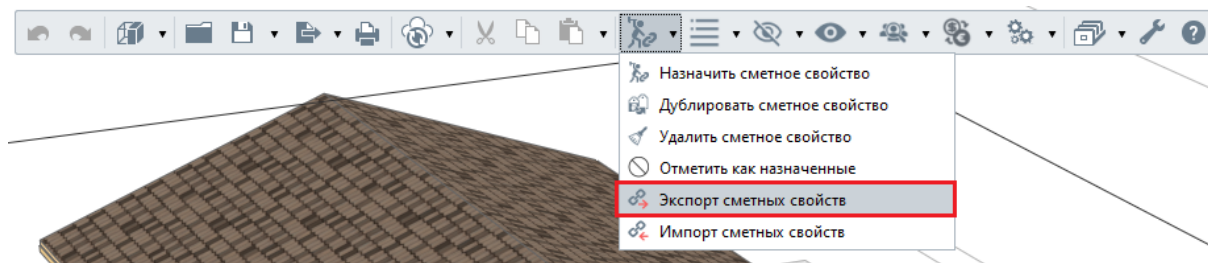 Назначить сметное свойство
Дублировать сметное свойство
Удалить сметное свойство
Отметить как назначенные
Экспорт сметных свойств
Импорт сметных свойств